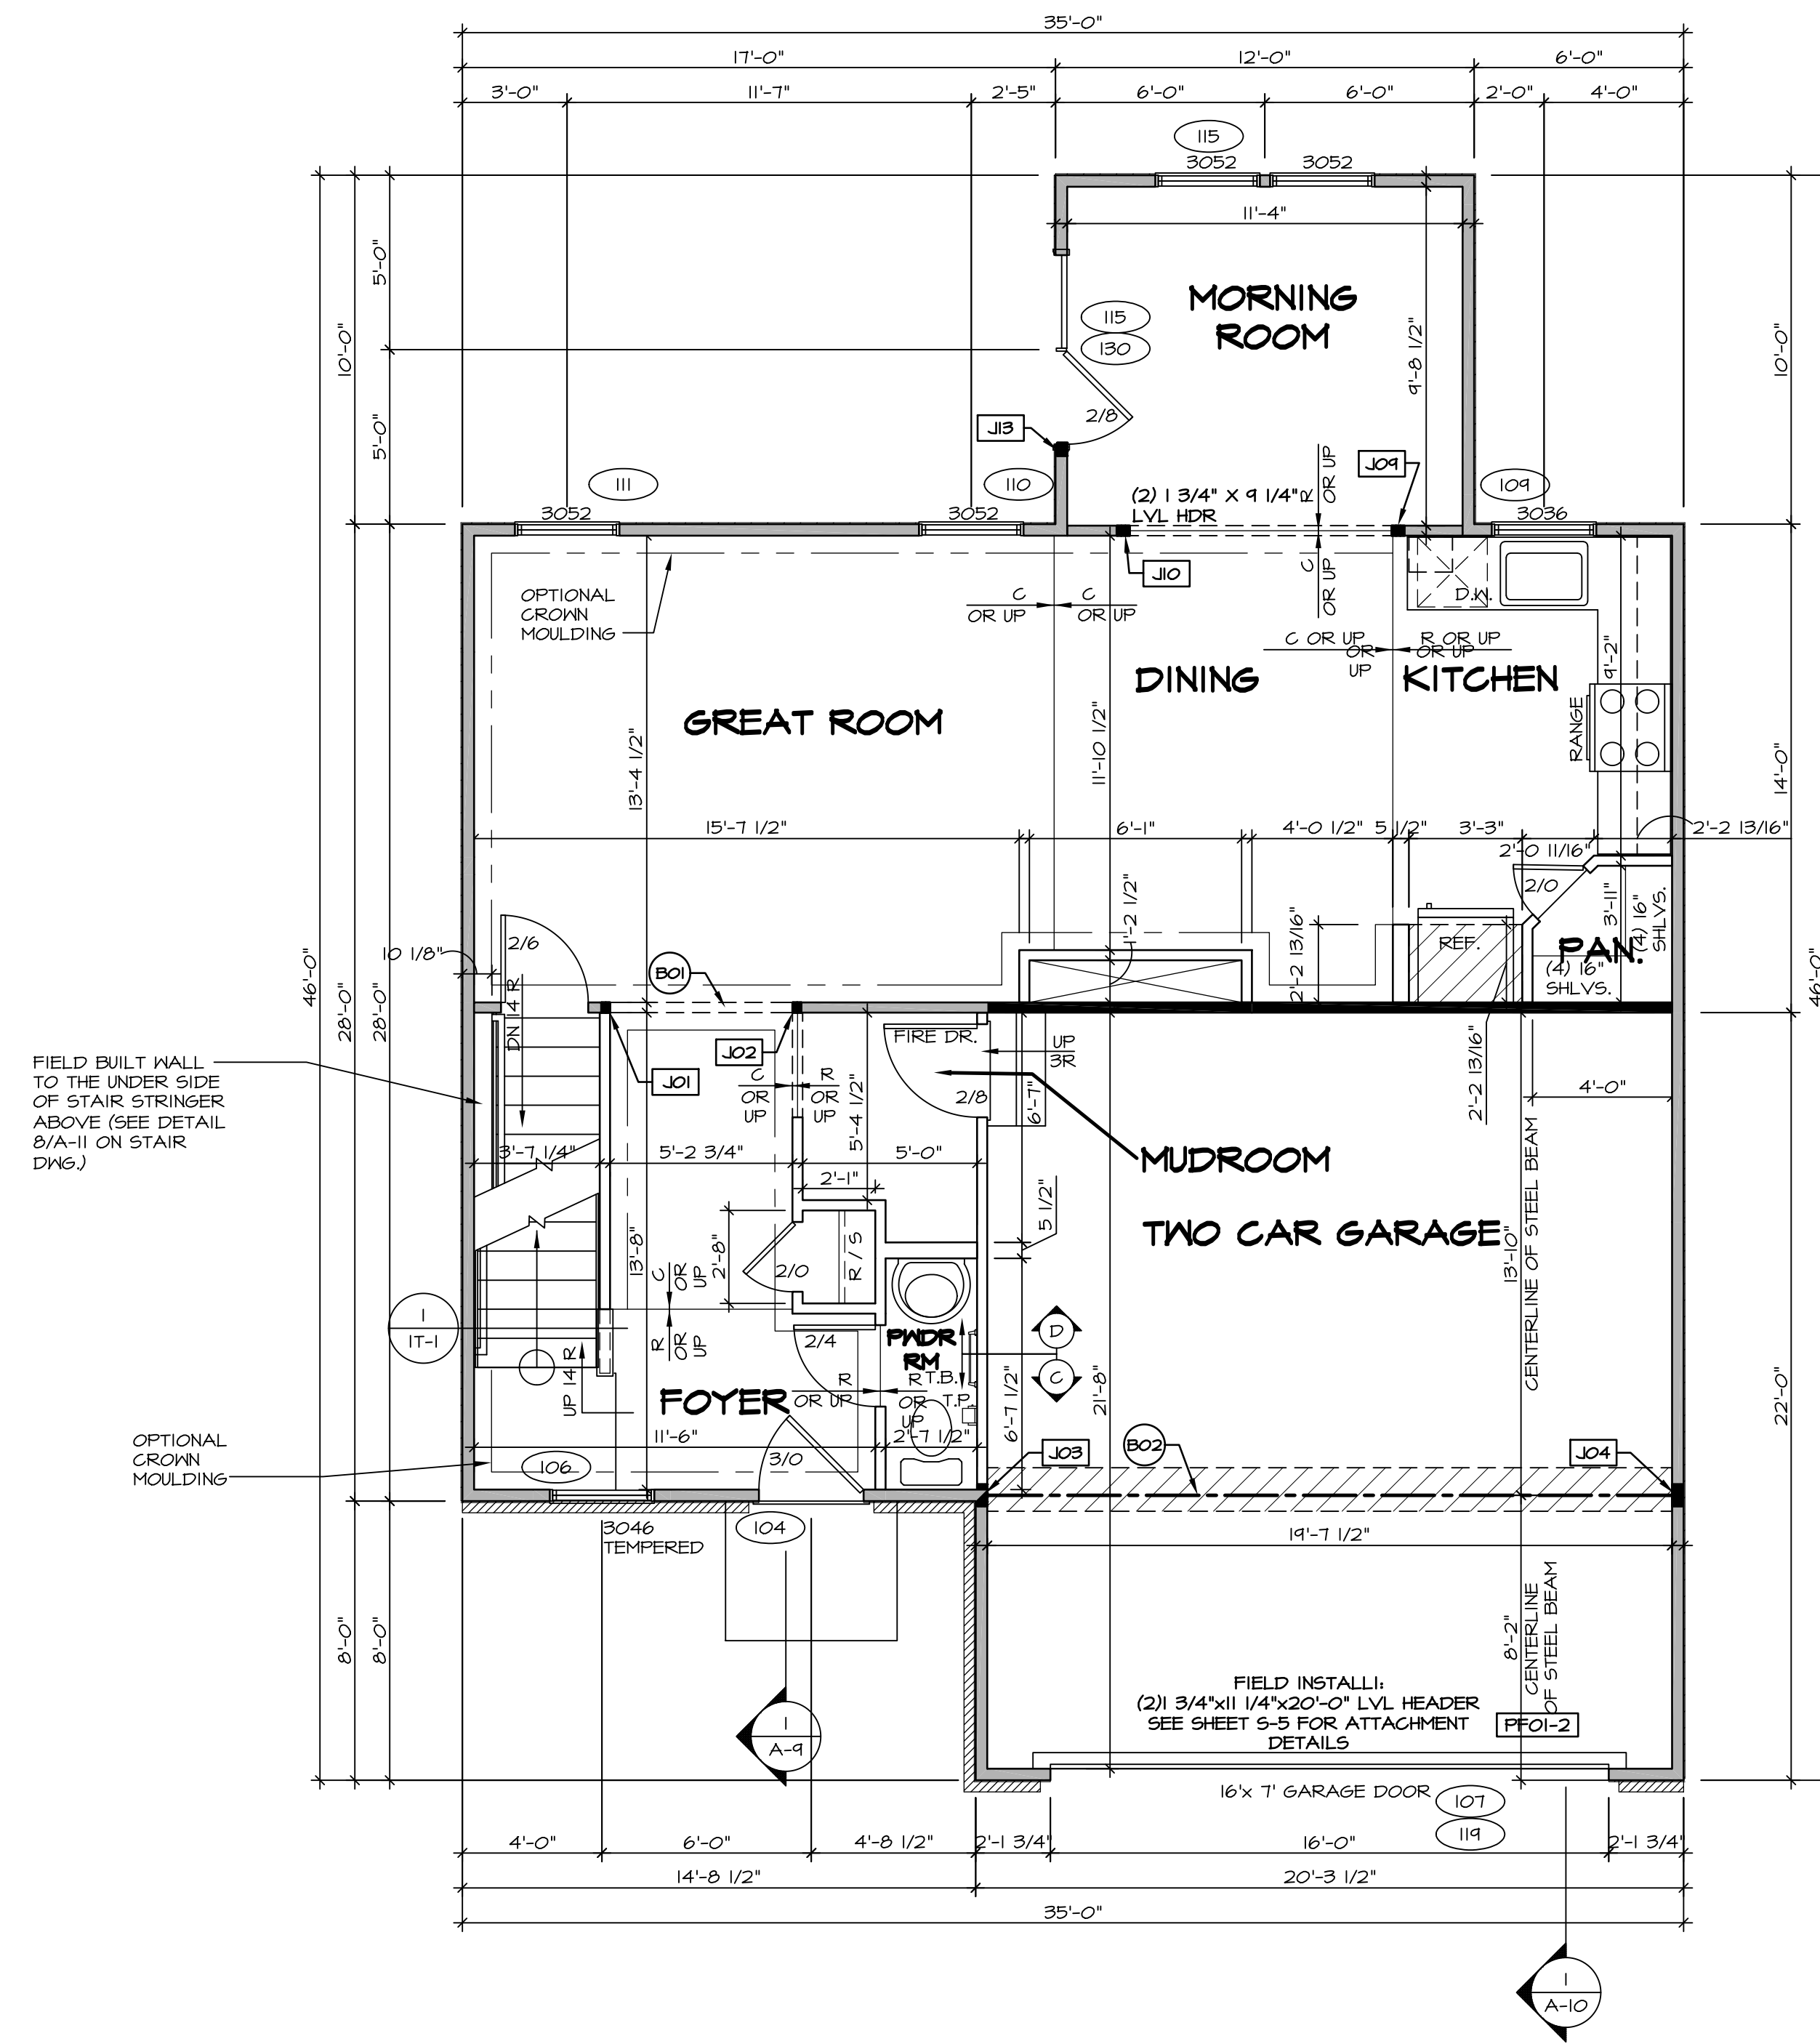 35'-0"
17'-0"
12'-0"
6'-0"
3'-0"
11'-7"
2'-5"
6'-0"
6'-0"
2'-0"
4'-0"
115
3052
3052
11'-4"
MORNING
ROOM
115
130
2/8
9'-8 1/2"
5'-0"
5'-0"
10'-0"
10'-0"
J13
J09
111
110
109
3052
3052
3036
(2) 1 3/4" X 9 1/4"
LVL HDR
R
OR UP
C
OR UP
J10
OPTIONAL
CROWN
MOULDING
C
OR UP
C
OR UP
C OR UP
OR
UP
R OR UP
OR UP
D.W.
9'-2"
GREAT ROOM
DINING
KITCHEN
RANGE
13'-4 1/2"
11'-10 1/2"
14'-0"
15'-7 1/2"
6'-1"
4'-0 1/2"
5 1/2"
3'-3"
2'-2 13/16"
2'-0 11/16"
2/0
3'-11"
(4) 16"
SHLVS.
1'-2 1/2"
2'-2 13/16"
REF.
PAN.
(4) 16"
SHLVS.
46'-0"
28'-0"
28'-0"
46'-0"
10 1/8"
2/6
B01
DN 14 R
FIELD BUILT WALL
TO THE UNDER SIDE
OF STAIR STRINGER
ABOVE (SEE DETAIL
8/A-11 ON STAIR
DWG.)
J02
J01
FIRE DR.
UP
3R
C
OR
UP
R
OR
UP
5'-4 1/2"
2/8
6'-7"
2'-2 13/16"
4'-0"
3'-7 1/4"
5'-2 3/4"
5'-0"
2'-1"
MUDROOM
5 1/2"
TWO CAR GARAGE
13'-10"
CENTERLINE OF STEEL BEAM
13'-8"
2'-8"
2/0
R / S
C
OR
UP
R
OR
UP
1
1T-1
UP 14 R
2/4
PWDR
RM
T.B.
T.P.
D
C
FOYER
R
OR UP
R
OR
UP
6'-7 1/2"
21'-8"
22'-0"
11'-6"
2'-7 1/2"
OPTIONAL
CROWN
MOULDING
106
3/0
J03
B02
J04
3046
TEMPERED
104
19'-7 1/2"
8'-0"
8'-0"
8'-2"
CENTERLINE
OF STEEL BEAM
FIELD INSTALL1:
(2)1 3/4"x11 1/4"x20'-0" LVL HEADER
SEE SHEET S-5 FOR ATTACHMENT
DETAILS
PF01-2
1
A-9
16'x 7' GARAGE DOOR
107
119
4'-0"
6'-0"
4'-8 1/2"
2'-1 3/4"
16'-0"
2'-1 3/4"
14'-8 1/2"
20'-3 1/2"
35'-0"
1
A-10